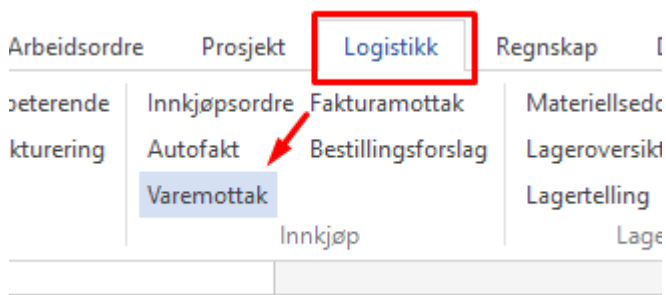 Arbeidsordre Prosjekt Logistikk Regnskap
Innkjøpsordre Fakturamottak
Autofakt Bestillingsforslag Lageroversikt
Varemottak Lagertelling
Innkjøp